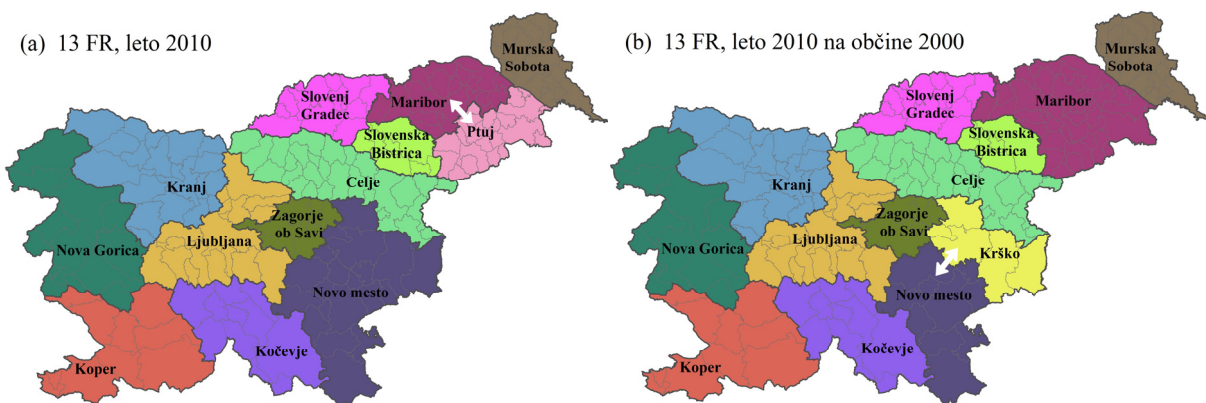 (a) 13 FR, leto 2010
Murska
Sobota
Slovenj
Gradec
Maribor
Ptuj
Slovenska
Bistrica
Kranj
Celje
Zagorje
ob Savi
Ljubljana
Nova Gorica
Novo mesto
Kočevje
Koper
(b) 13 FR, leto 2010 na občine 2000
Murska
Sobota
Slovenj
Gradec
Maribor
Slovenska
Bistrica
Kranj
Celje
Zagorje
ob Savi
Ljubljana
Krško
Nova Gorica
Novo mesto
Kočevje
Koper